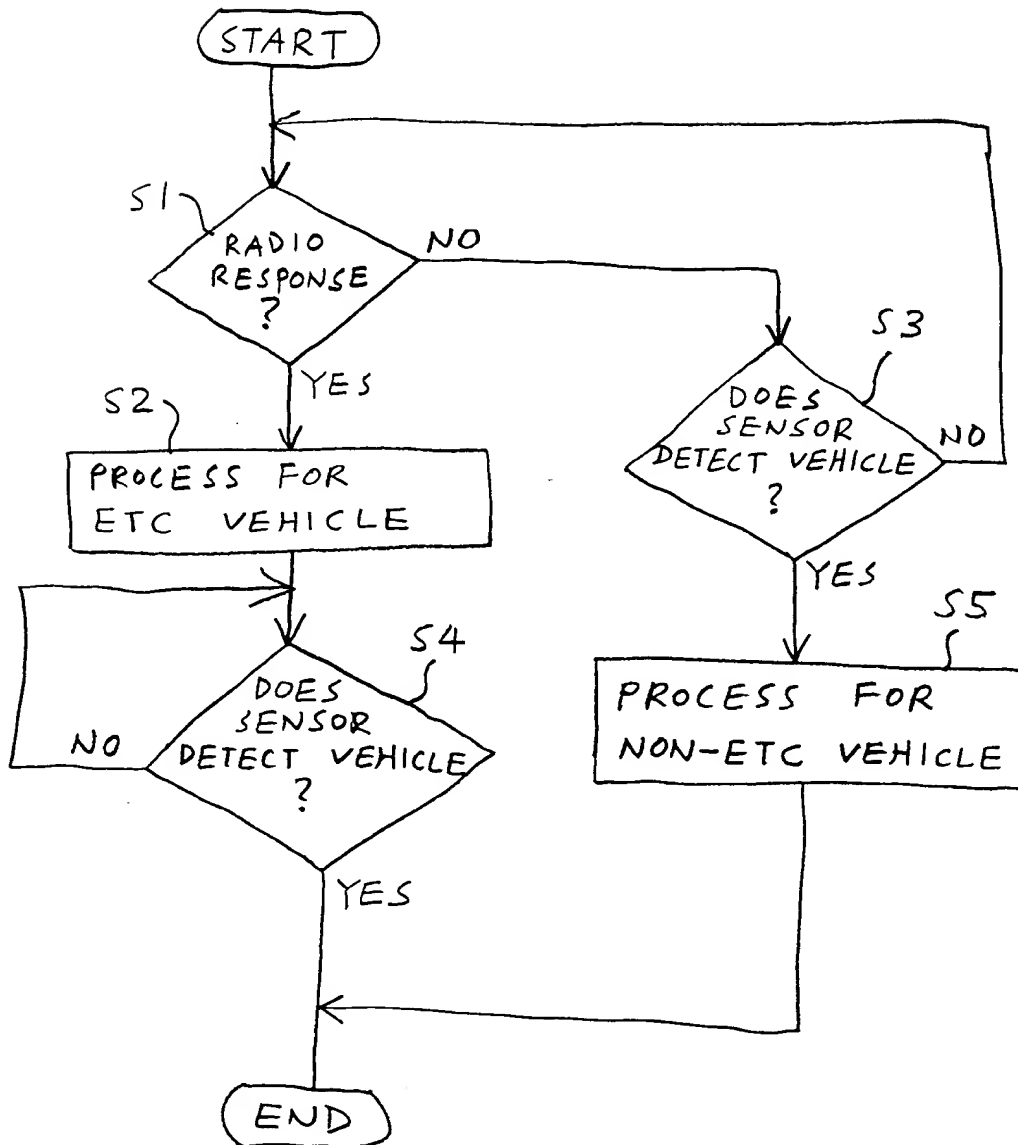 START
S1
RADIO
RESPONSE
?
NO
YES
S3
DOES
SENSOR
DETECT VEHICLE
?
NO
YES
S2
PROCESS FOR
ETC VEHICLE
S4
DOES
SENSOR
DETECT VEHICLE
?
NO
YES
S5
PROCESS FOR
NON-ETC VEHICLE
END